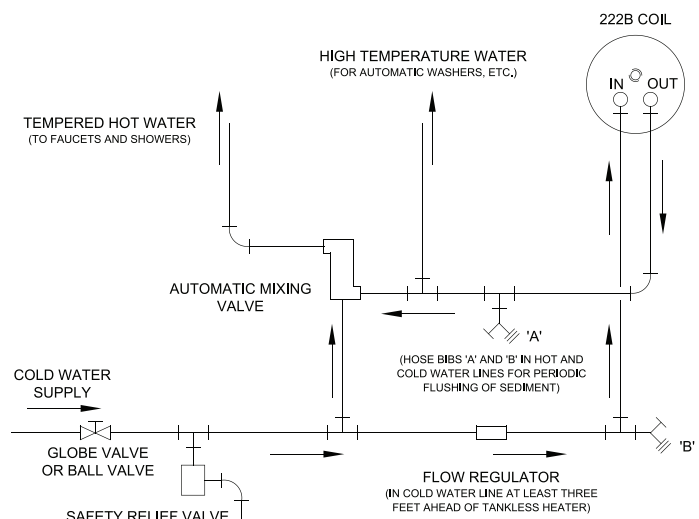 222B COIL
HIGH TEMPERATURE WATER
(FOR AUTOMATIC WASHERS, ETC.)
IN OUT
TEMPERED HOT WATER
(TO FAUCETS AND SHOWERS)
AUTOMATIC MIXING
VALVE
'A'
(HOSE BIBS 'A' AND 'B' IN HOT AND
COLD WATER LINES FOR PERIODIC
FLUSHING OF SEDIMENT)
COLD WATER
SUPPLY
GLOBE VALVE
OR BALL VALVE
'B'
FLOW REGULATOR
(IN COLD WATER LINE AT LEAST THREE
FEET AHEAD OF TANKLESS HEATER)
SAFETY RELIEF VALVE